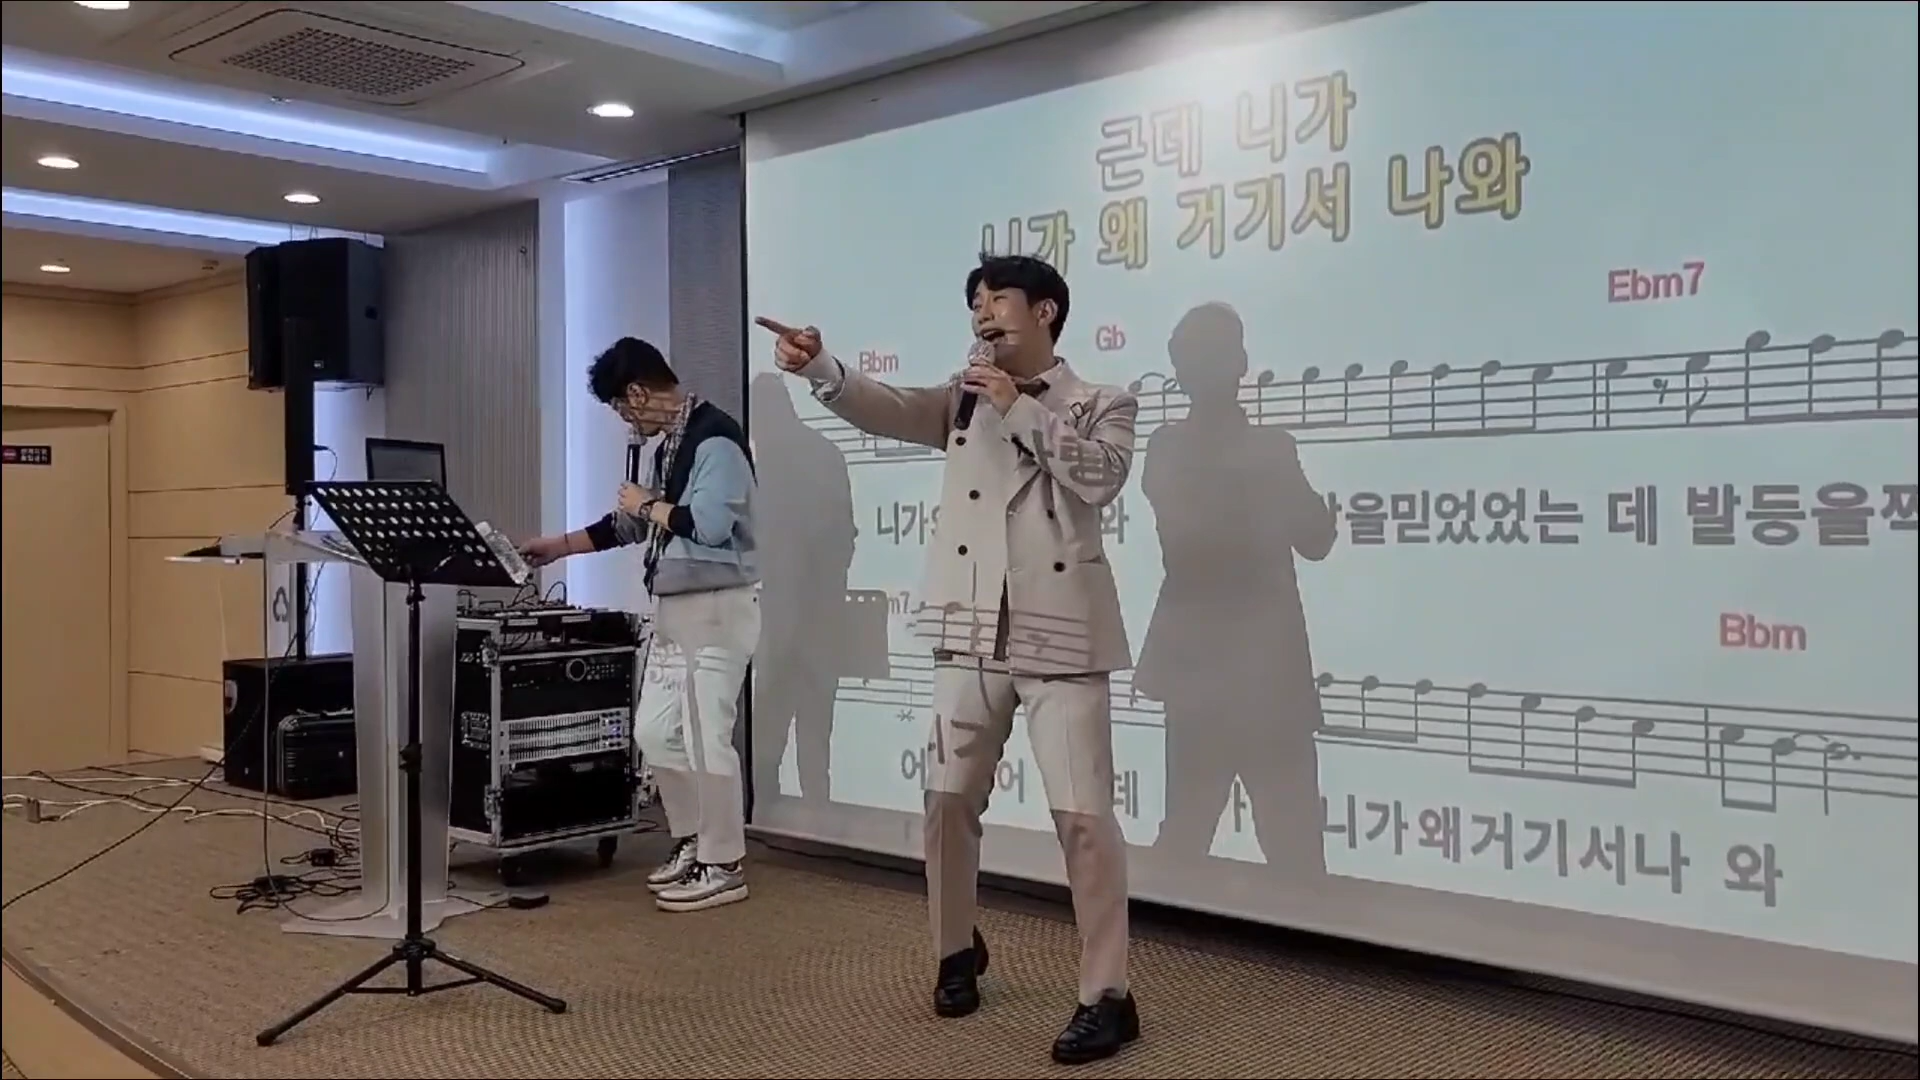 근데 니가
니가 왜 거기서 나와
Bbm Gb Ebm7
니가 와 을믿었었는 데 발등을찍
m7 Bbm
어 어 데 니가왜거기서나 와